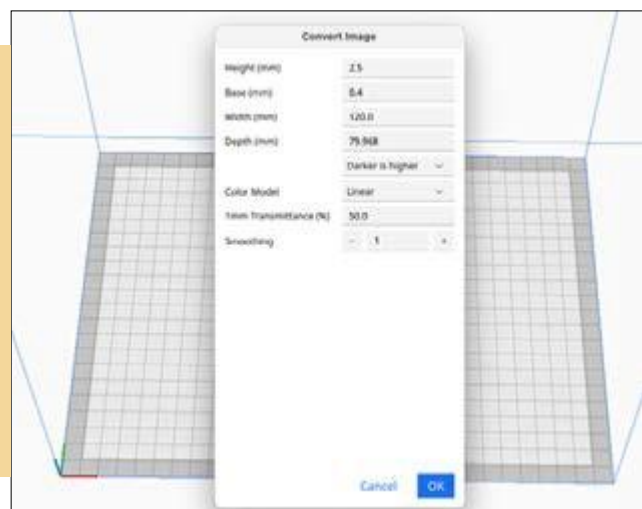 Convert Image
Height (mm) 2.5
Base (mm) 0.4
Width (mm) 120.0
Depth (mm) 79.968
Darker is higher
Color Model Linear
1mm Transmittance (%) 50.0
Smoothing - 1 +
Cancel OK